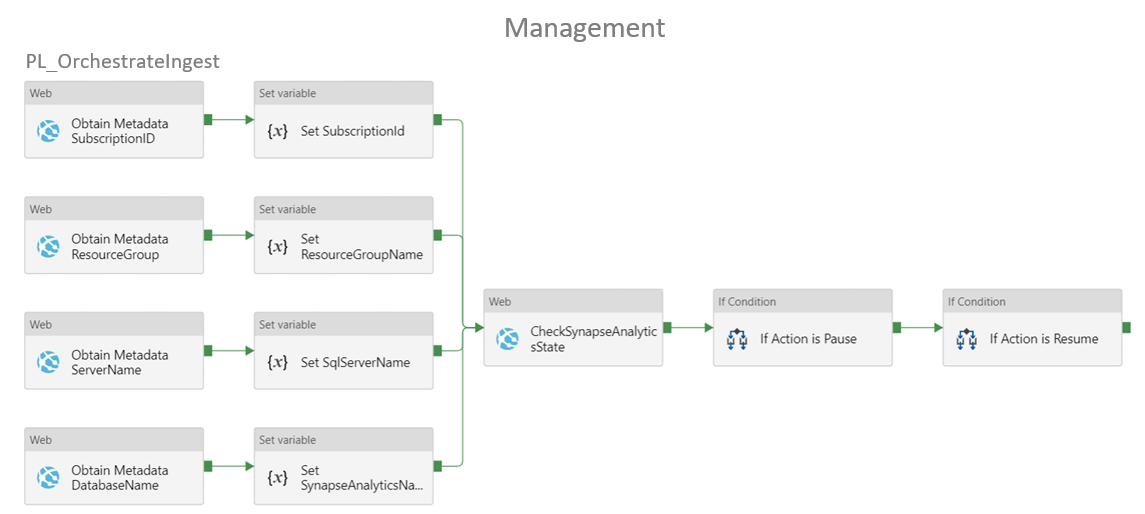 Management
PL_OrchestrateIngest
Web
Obtain Metadata
SubscriptionID
Set variable
{x} Set SubscriptionId
Web
Obtain Metadata
ResourceGroup
Set variable
{x} Set
ResourceGroupName
Web
Obtain Metadata
ServerName
Set variable
{x} Set SqlServerName
Web
Obtain Metadata
DatabaseName
Set variable
{x} Set
SynapseAnalyticsNa...
Web
CheckSynapseAnalytic
sState
If Condition
If Action is Pause
If Condition
If Action is Resume